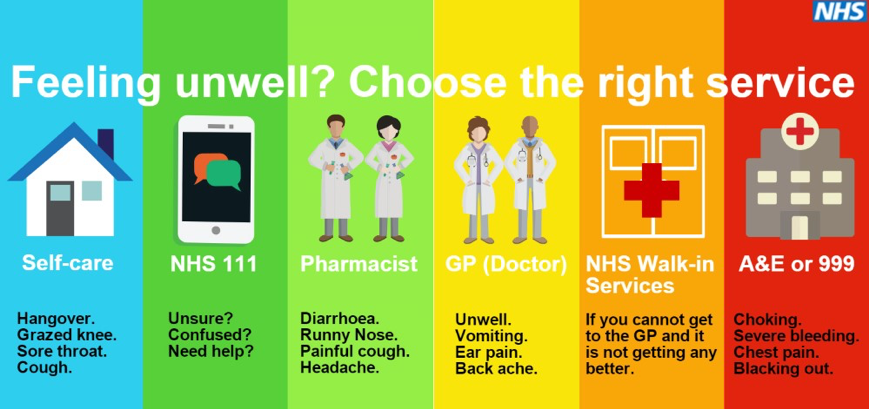 NHS
Feeling unwell? Choose the right service
Self-care
Hangover.
Grazed knee.
Sore throat.
Cough.
NHS 111
Unsure?
Confused?
Need help?
Pharmacist
Diarrhoea.
Runny Nose.
Painful cough.
Headache.
GP (Doctor)
Unwell.
Vomiting.
Ear pain.
Back ache.
NHS Walk-in
Services
If you cannot get
to the GP and it
is not getting any
better.
A&E or 999
Choking.
Severe bleeding.
Chest pain.
Blacking out.